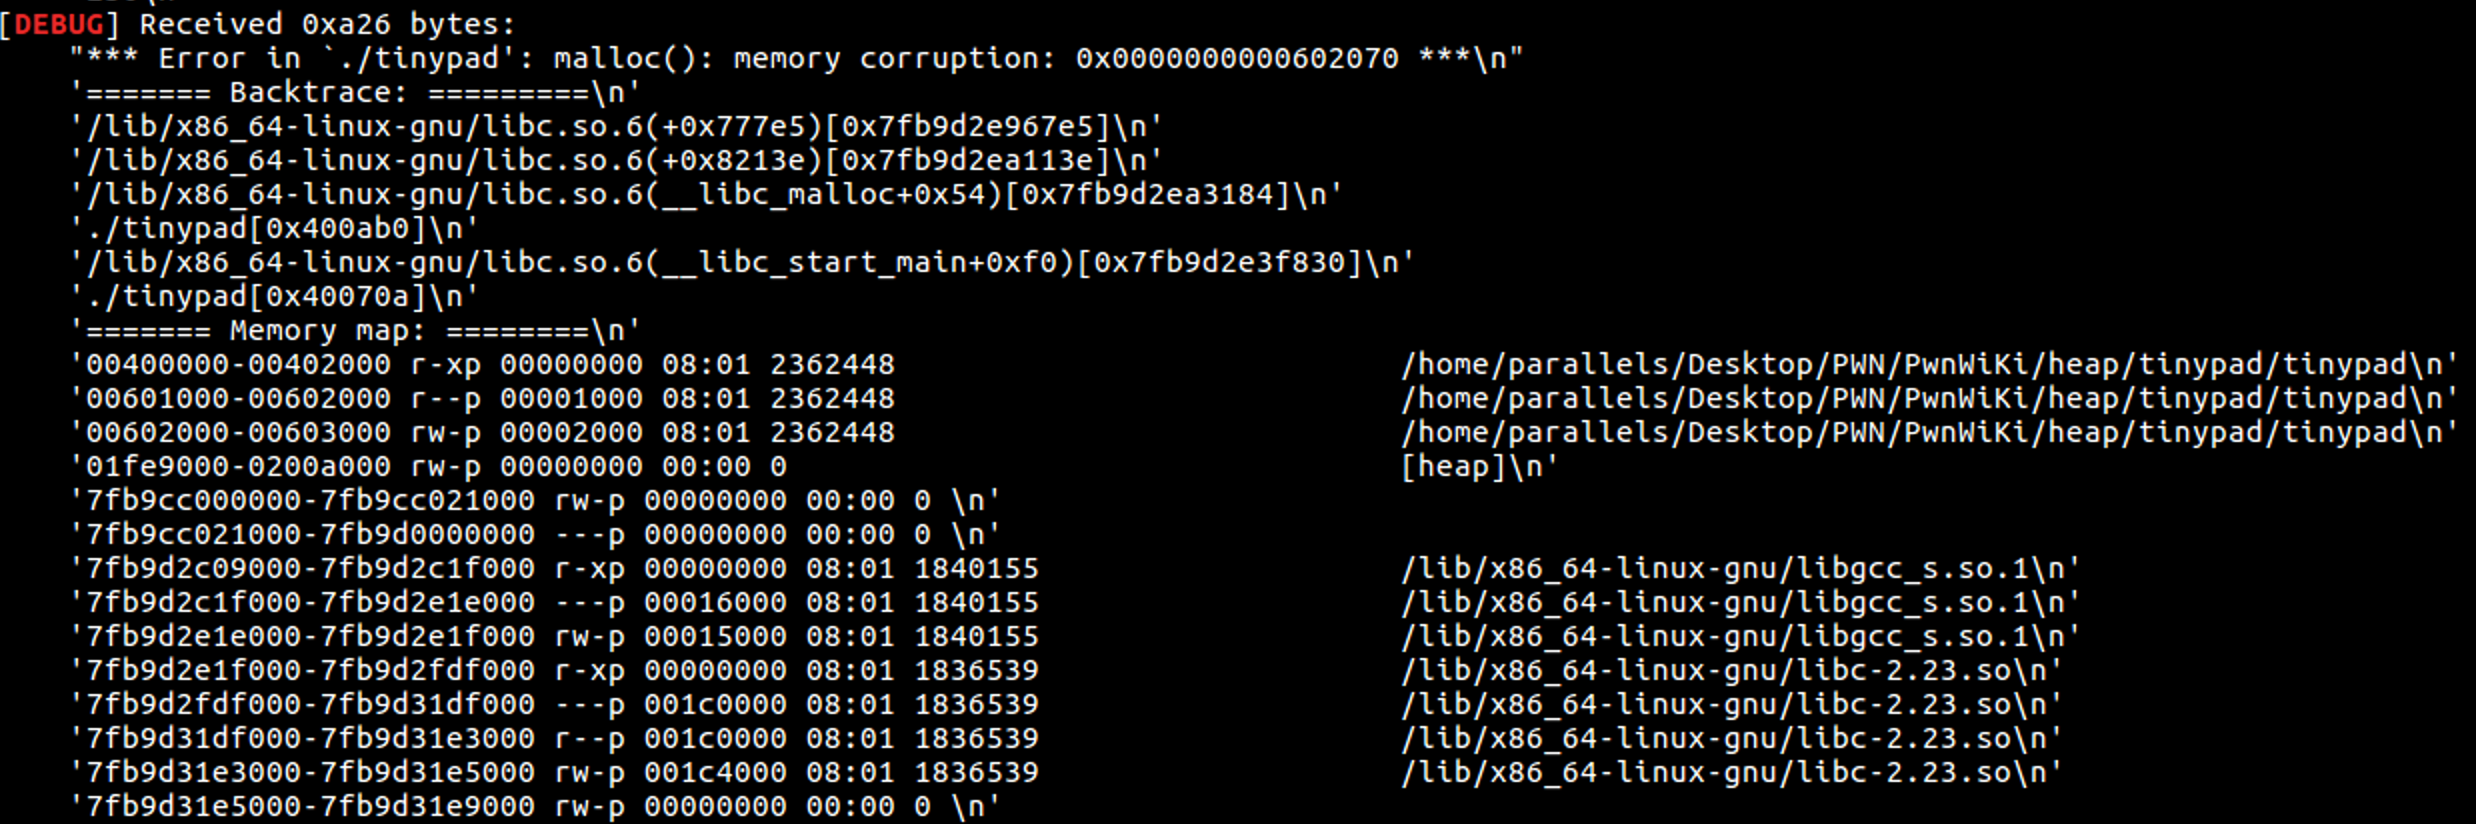 [DEBUG] Received 0xa26 bytes:
"*** Error in `./tinypad': malloc(): memory corruption: 0x0000000000602070 ***\n"
'======= Backtrace: =========\n'
'/lib/x86_64-linux-gnu/libc.so.6(+0x777e5)[0x7fb9d2e967e5]\n'
'/lib/x86_64-linux-gnu/libc.so.6(+0x8213e)[0x7fb9d2ea113e]\n'
'/lib/x86_64-linux-gnu/libc.so.6(__libc_malloc+0x54)[0x7fb9d2ea3184]\n'
'./tinypad[0x400ab0]\n'
'/lib/x86_64-linux-gnu/libc.so.6(__libc_start_main+0xf0)[0x7fb9d2e3f830]\n'
'./tinypad[0x40070a]\n'
'======= Memory map: ========\n'
'00400000-00402000 r-xp 00000000 08:01 2362448 /home/parallels/Desktop/PWN/PwnWiKi/heap/tinypad/tinypad\n'
'00601000-00602000 r--p 00001000 08:01 2362448 /home/parallels/Desktop/PWN/PwnWiKi/heap/tinypad/tinypad\n'
'00602000-00603000 rw-p 00002000 08:01 2362448 /home/parallels/Desktop/PWN/PwnWiKi/heap/tinypad/tinypad\n'
'01fe9000-0200a000 rw-p 00000000 00:00 0 [heap]\n'
'7fb9cc000000-7fb9cc021000 rw-p 00000000 00:00 0 \n'
'7fb9cc021000-7fb9d0000000 ---p 00000000 00:00 0 \n'
'7fb9d2c09000-7fb9d2c1f000 r-xp 00000000 08:01 1840155 /lib/x86_64-linux-gnu/libgcc_s.so.1\n'
'7fb9d2c1f000-7fb9d2e1e000 ---p 00016000 08:01 1840155 /lib/x86_64-linux-gnu/libgcc_s.so.1\n'
'7fb9d2e1e000-7fb9d2e1f000 rw-p 00015000 08:01 1840155 /lib/x86_64-linux-gnu/libgcc_s.so.1\n'
'7fb9d2e1f000-7fb9d2fdf000 r-xp 00000000 08:01 1836539 /lib/x86_64-linux-gnu/libc-2.23.so\n'
'7fb9d2fdf000-7fb9d31df000 ---p 001c0000 08:01 1836539 /lib/x86_64-linux-gnu/libc-2.23.so\n'
'7fb9d31df000-7fb9d31e3000 r--p 001c0000 08:01 1836539 /lib/x86_64-linux-gnu/libc-2.23.so\n'
'7fb9d31e3000-7fb9d31e5000 rw-p 001c4000 08:01 1836539 /lib/x86_64-linux-gnu/libc-2.23.so\n'
'7fb9d31e5000-7fb9d31e9000 rw-p 00000000 00:00 0 \n'